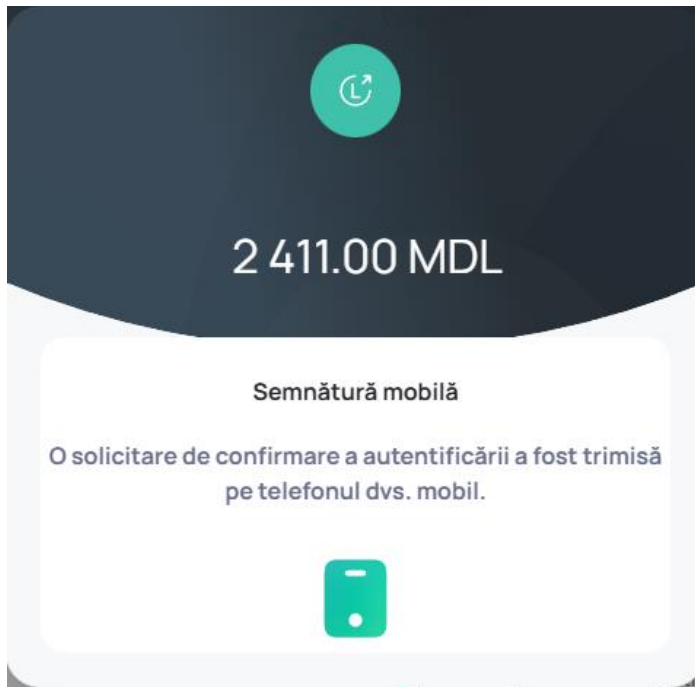 L
2 411.00 MDL
Semnătură mobilă
O solicitare de confirmare a autentificării a fost trimisă
pe telefonul dvs. mobil.